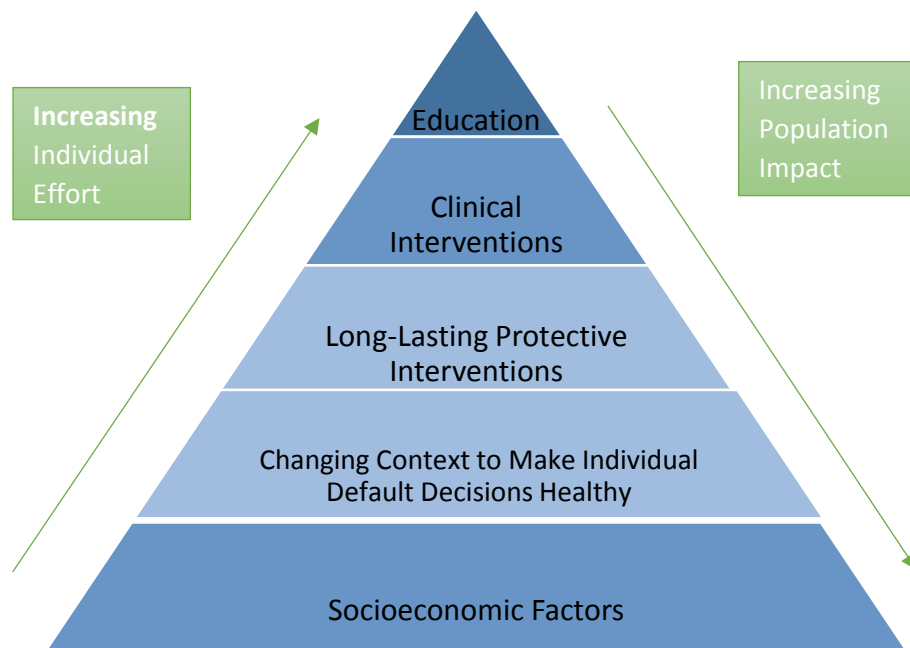 Increasing
Individual
Effort
Increasing
Population
Impact
Education
Clinical
Interventions
Long-Lasting Protective
Interventions
Changing Context to Make Individual
Default Decisions Healthy
Socioeconomic Factors